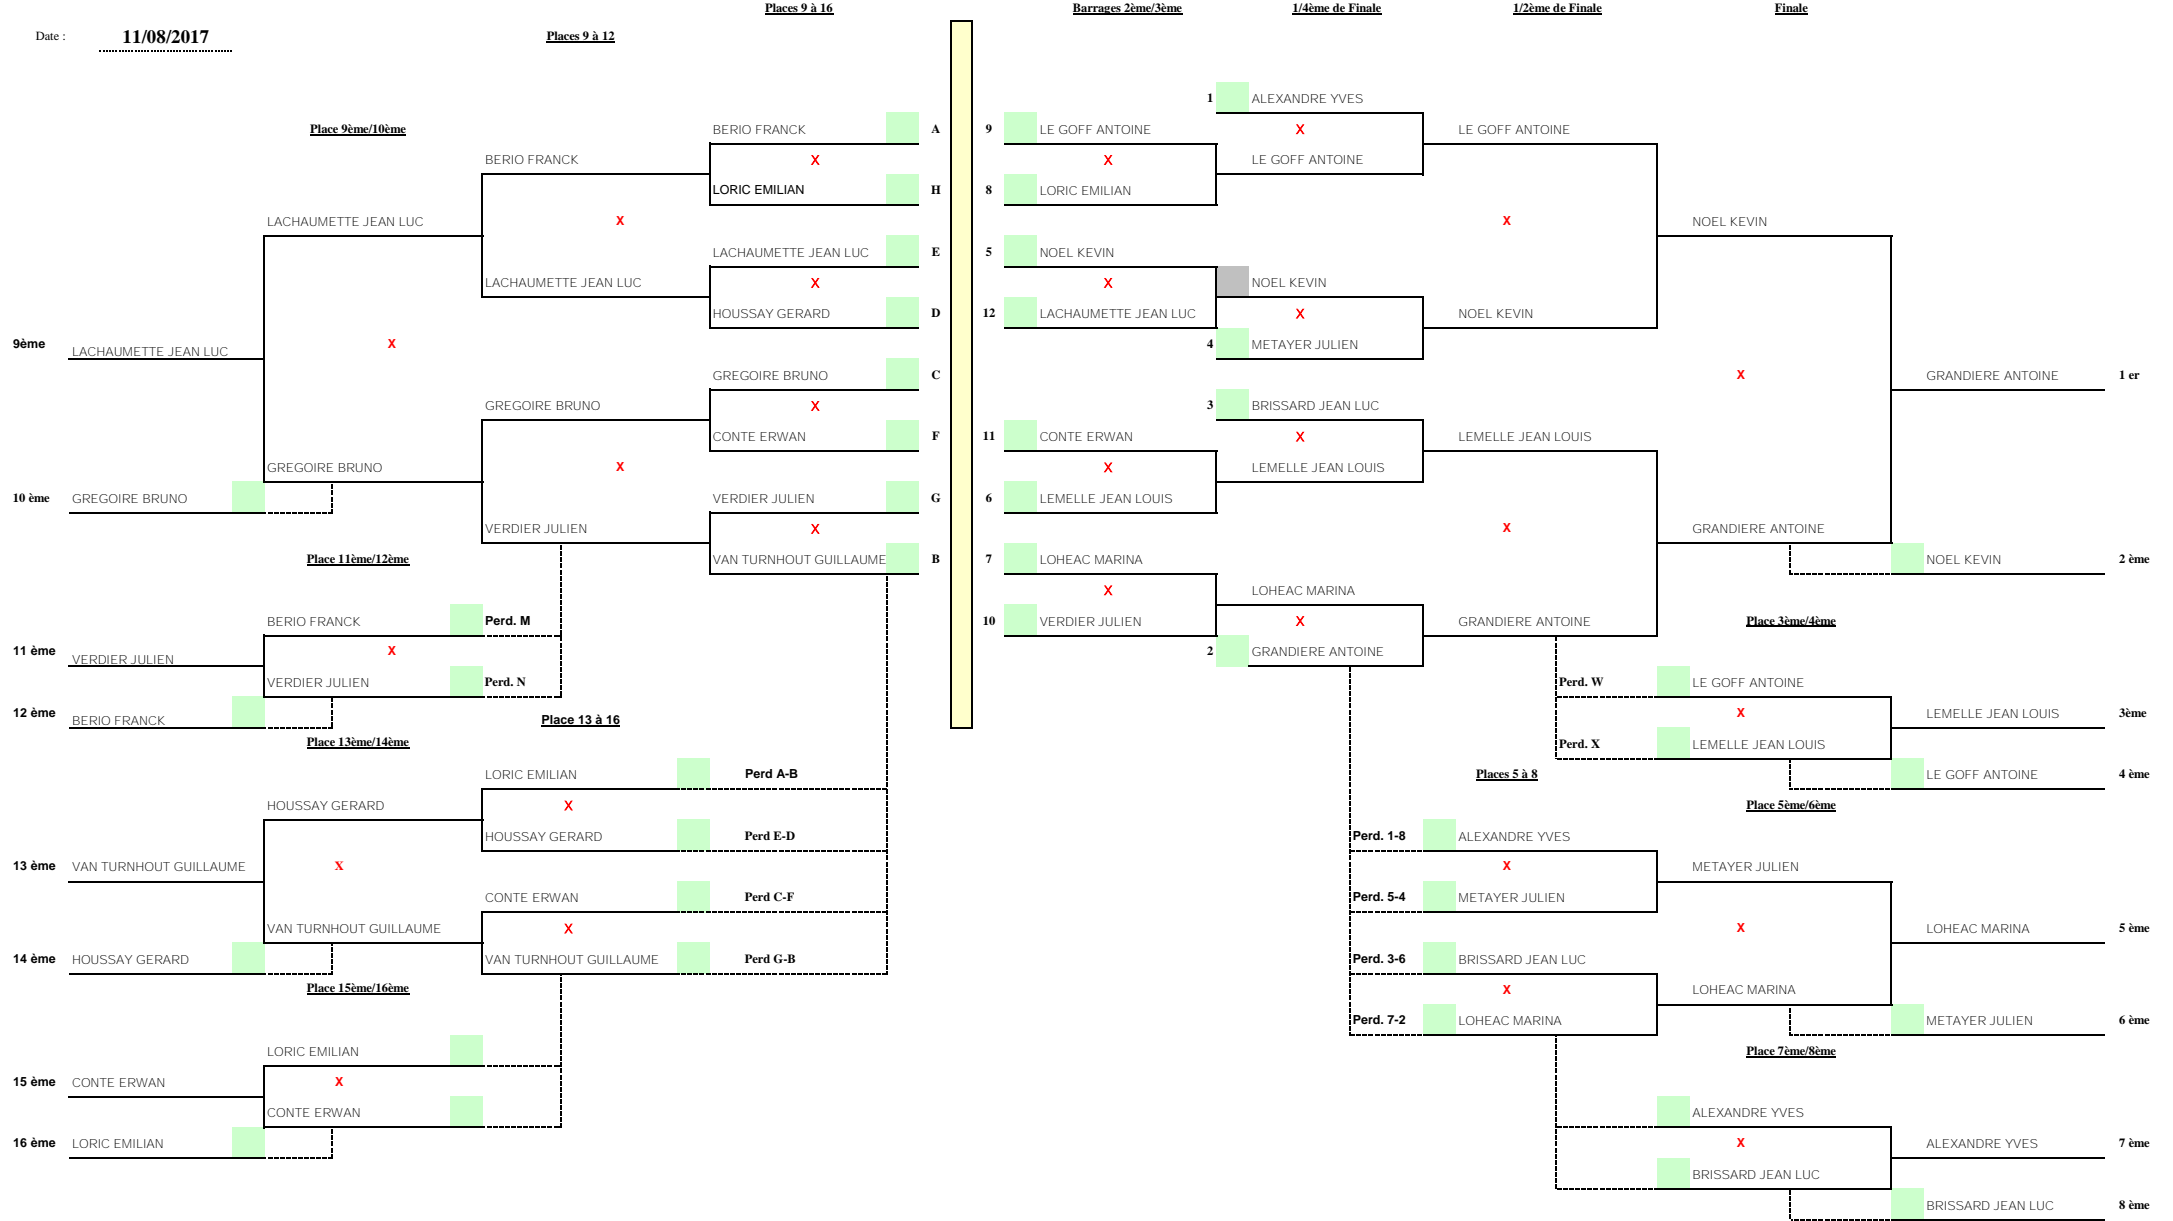 Places 9 à 16 Barrages 2ème/3ème 1/4ème de Finale 1/2ème de Finale Finale
Date : 11/08/2017 Places 9 à 12
1 ALEXANDRE YVES
Place 9ème/10ème BERIO FRANCK A 9 LE GOFF ANTOINE X LE GOFF ANTOINE
BERIO FRANCK X X LE GOFF ANTOINE
LORIC EMILIAN H 8 LORIC EMILIAN
LACHAUMETTE JEAN LUC X X NOEL KEVIN
LACHAUMETTE JEAN LUC E 5 NOEL KEVIN
LACHAUMETTE JEAN LUC X X NOEL KEVIN
HOUSSAY GERARD D 12 LACHAUMETTE JEAN LUC X NOEL KEVIN
9ème LACHAUMETTE JEAN LUC X 4 METAYER JULIEN
GREGOIRE BRUNO C X GRANDIERE ANTOINE 1 er
GREGOIRE BRUNO X 3 BRISSARD JEAN LUC
CONTE ERWAN F 11 CONTE ERWAN X LEMELLE JEAN LOUIS
GREGOIRE BRUNO X X LEMELLE JEAN LOUIS
10 ème GREGOIRE BRUNO VERDIER JULIEN G 6 LEMELLE JEAN LOUIS
VERDIER JULIEN X X GRANDIERE ANTOINE
Place 11ème/12ème VAN TURNHOUT GUILLAUME B 7 LOHEAC MARINA NOEL KEVIN 2 ème
X LOHEAC MARINA
BERIO FRANCK Perd. M 10 VERDIER JULIEN X GRANDIERE ANTOINE Place 3ème/4ème
11 ème VERDIER JULIEN X 2 GRANDIERE ANTOINE
VERDIER JULIEN Perd. N Perd. W LE GOFF ANTOINE
12 ème BERIO FRANCK Place 13 à 16 X LEMELLE JEAN LOUIS 3ème
Place 13ème/14ème Perd. X LEMELLE JEAN LOUIS
LORIC EMILIAN Perd A-B Places 5 à 8 LE GOFF ANTOINE 4 ème
HOUSSAY GERARD X Place 5ème/6ème
HOUSSAY GERARD Perd E-D Perd. 1-8 ALEXANDRE YVES
13 ème VAN TURNHOUT GUILLAUME X X METAYER JULIEN
CONTE ERWAN Perd C-F Perd. 5-4 METAYER JULIEN
VAN TURNHOUT GUILLAUME X X LOHEAC MARINA 5 ème
14 ème HOUSSAY GERARD VAN TURNHOUT GUILLAUME Perd G-B Perd. 3-6 BRISSARD JEAN LUC
Place 15ème/16ème X LOHEAC MARINA
Perd. 7-2 LOHEAC MARINA METAYER JULIEN 6 ème
LORIC EMILIAN Place 7ème/8ème
15 ème CONTE ERWAN X
CONTE ERWAN ALEXANDRE YVES
16 ème LORIC EMILIAN X ALEXANDRE YVES 7 ème
BRISSARD JEAN LUC
BRISSARD JEAN LUC 8 ème